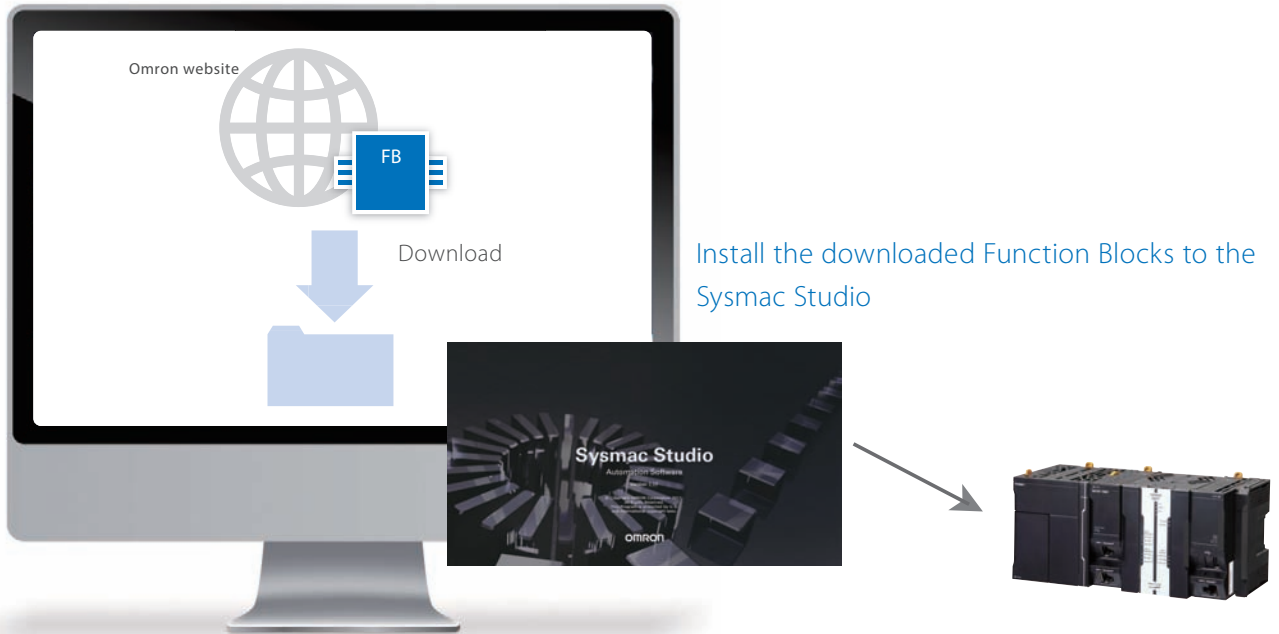 Omron website
FB
Download
Install the downloaded Function Blocks to the
Sysmac Studio
Sysmac Studio
Automation Software
OMRON